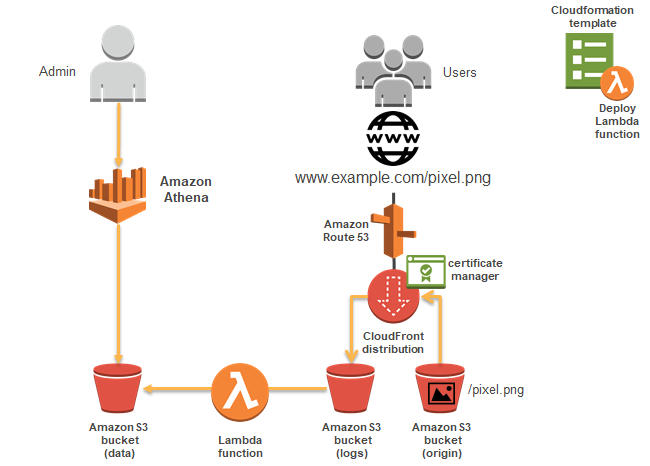 Cloudformation
template
Deploy
Lambda
function
Admin
Users
www
www.example.com/pixel.png
Amazon
Athena
Amazon
Route 53
certificate
manager
CloudFront
distribution
/pixel.png
Amazon S3
bucket
(data)
Lambda
function
Amazon S3
bucket
(logs)
Amazon S3
bucket
(origin)